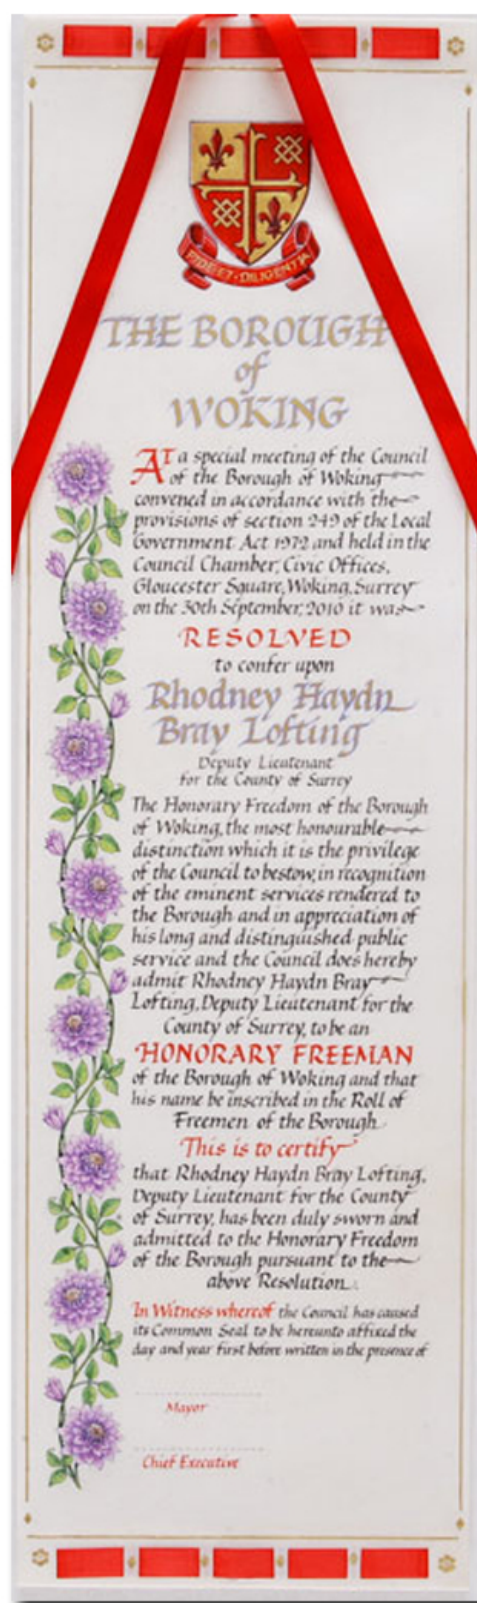 FIDE·ET·DILIGENTIA
THE BOROUGH
of
WOKING
At a special meeting of the Council
of the Borough of Woking
convened in accordance with the
provisions of section 249 of the Local
Government Act 1972 and held in the
Council Chamber, Civic Offices,
Gloucester Square, Woking, Surrey
on the 30th September, 2010 it was
RESOLVED
to confer upon
Rhodney Haydn
Bray Lofting
Deputy Lieutenant
for the County of Surrey
The Honorary Freedom of the Borough
of Woking, the most honourable
distinction which it is the privilege
of the Council to bestow, in recognition
of the eminent services rendered to
the Borough and in appreciation of
his long and distinguished public
service and the Council does hereby
admit Rhodney Haydn Bray
Lofting, Deputy Lieutenant for the
County of Surrey, to be an
HONORARY FREEMAN
of the Borough of Woking and that
his name be inscribed in the Roll of
Freemen of the Borough.
This is to certify
that Rhodney Haydn Bray Lofting,
Deputy Lieutenant for the County
of Surrey, has been duly sworn and
admitted to the Honorary Freedom
of the Borough pursuant to the
above Resolution.
In Witness whereof the Council has caused
its Common Seal to be hereunto affixed the
day and year first before written in the presence of
Mayor
Chief Executive